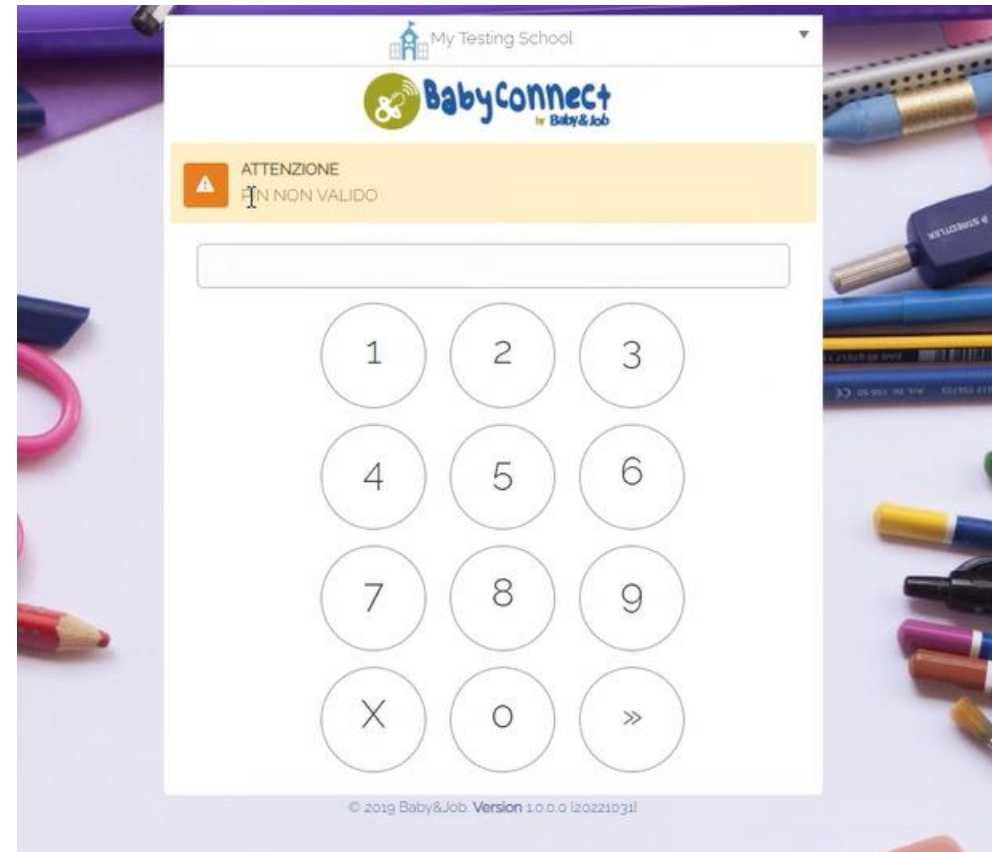 My Testing School
BabyConnect
by Baby&Job
ATTENZIONE
PIN NON VALIDO
1 2 3
4 5 6
7 8 9
X 0 »
© 2019 Baby&Job. Version 1.0.0.0 (20221031)
STAEDTLER